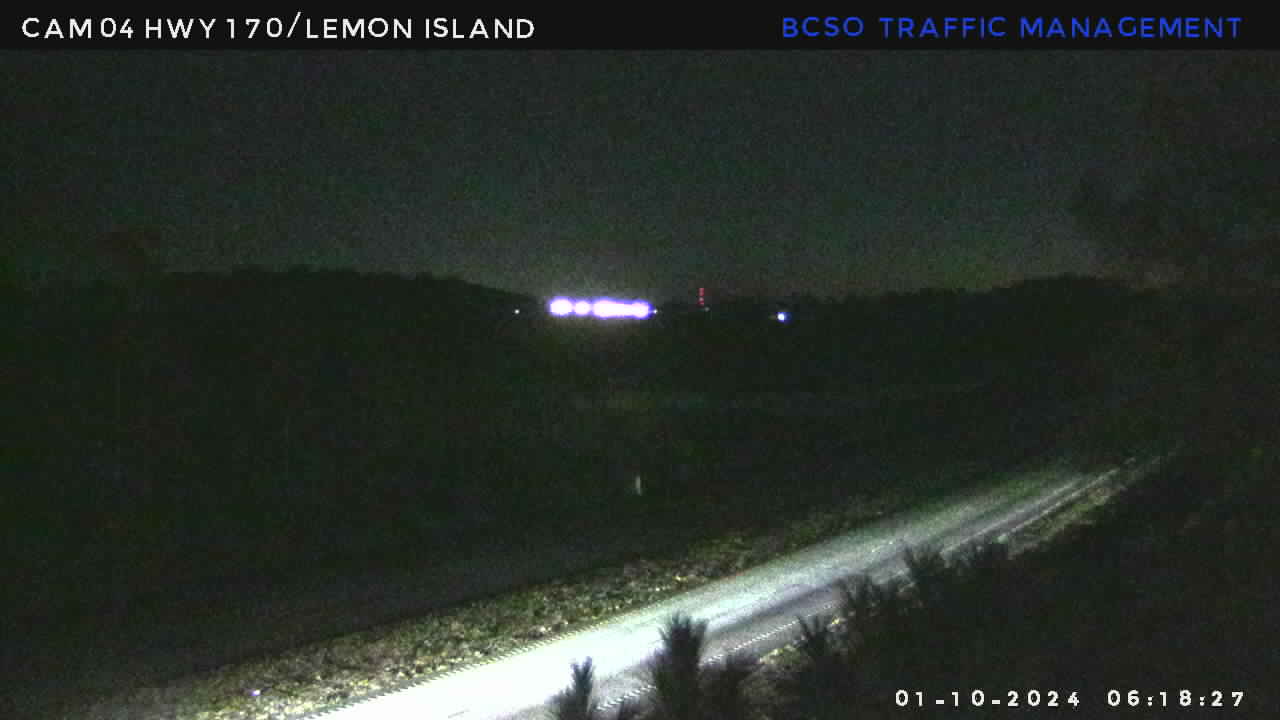 CAM04 HWY 170/LEMON ISLAND
BCSO TRAFFIC MANAGEMENT
01-10-2024 06:18:27